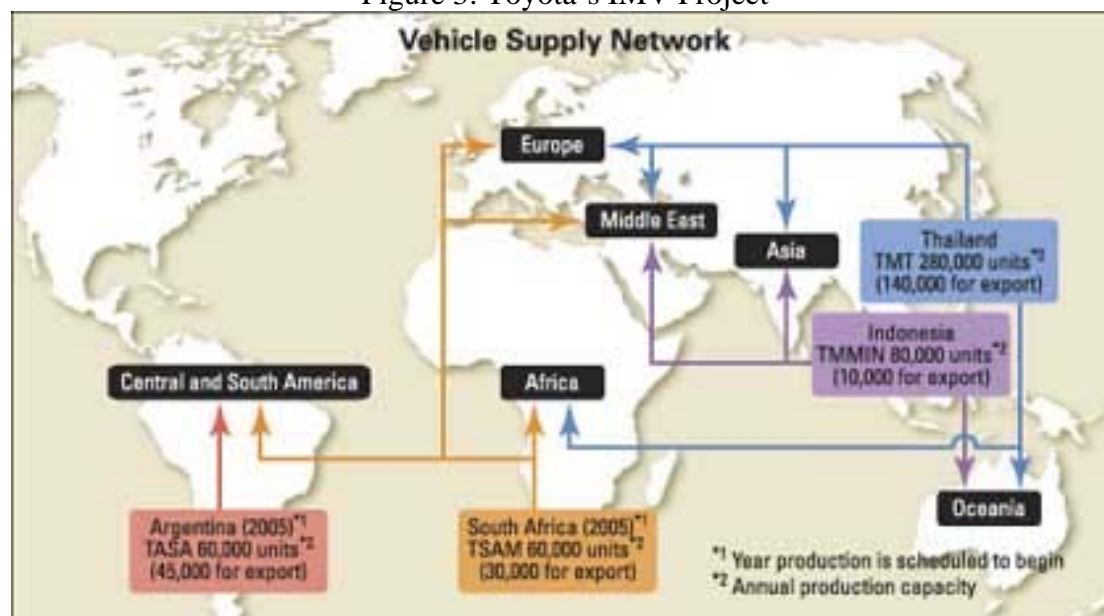 Figure 3: Toyota's IMV Project
Vehicle Supply Network
Europe
Middle East
Asia
Thailand
TMT 280,000 units*2
(140,000 for export)
Indonesia
TMMIN 80,000 units*2
(10,000 for export)
Central and South America
Africa
Oceania
Argentina (2005)*1
TASA 60,000 units*2
(45,000 for export)
South Africa (2005)*1
TSAM 60,000 units*2
(30,000 for export)
*1 Year production is scheduled to begin
*2 Annual production capacity